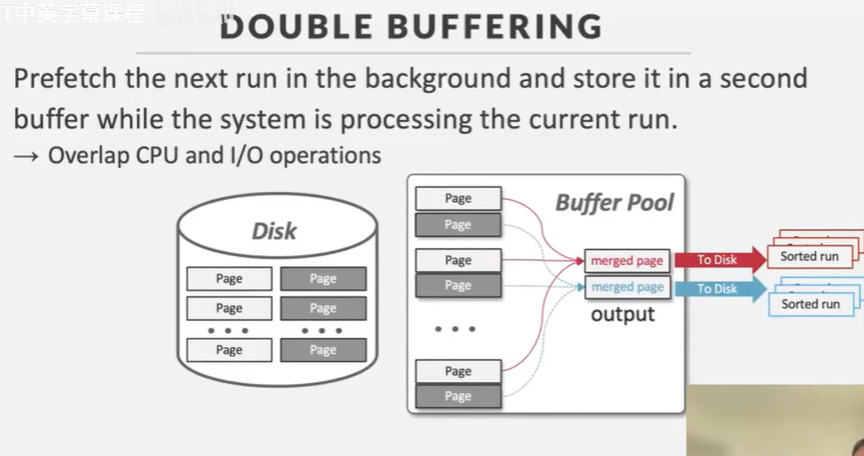 中英字幕课程
bilibili
DOUBLE BUFFERING
Prefetch the next run in the background and store it in a second
buffer while the system is processing the current run.
→ Overlap CPU and I/O operations
Disk
Page Page
Page Page
• • • • • •
Page Page
Buffer Pool
Page
Page
Page
Page
• • •
Page
Page
merged page
merged page
output
To Disk
To Disk
Sorted run
Sorted run